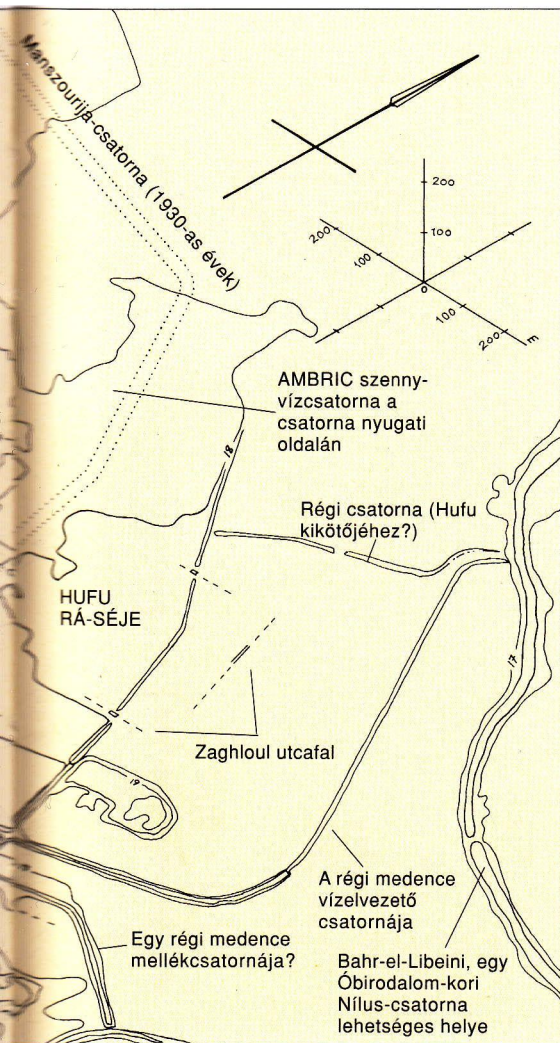 Manszourija-csatorna (1930-as évek)
200
100
200
100
0
100
200
m
AMBRIC szenny-
vízcsatorna a
csatorna nyugati
oldalán
18
Régi csatorna (Hufu
kikötőjéhez?)
HUFU
RÁ-SÉJE
17
Zaghloul utcafal
19
A régi medence
vízelvezető
csatornája
Egy régi medence
mellékcsatornája?
Bahr-el-Libeini, egy
Óbirodalom-kori
Nílus-csatorna
lehetséges helye